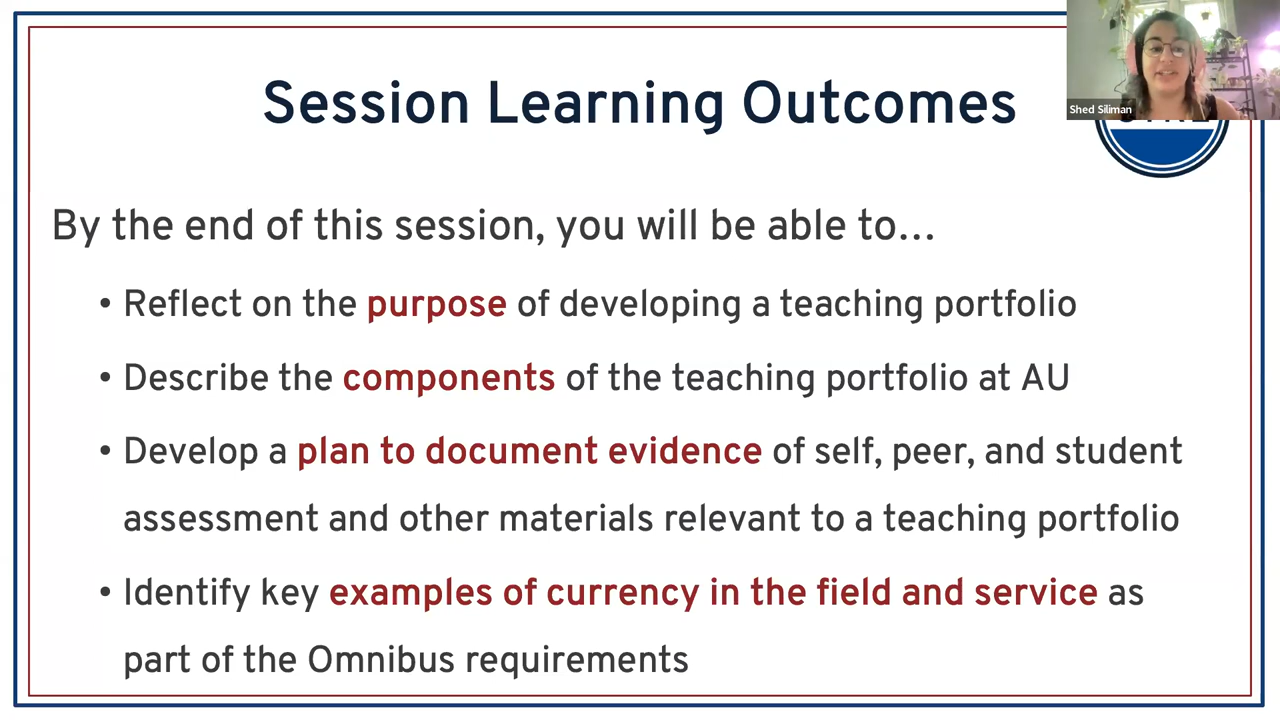 Session Learning Outcomes
Shed Siliman
By the end of this session, you will be able to...
• Reflect on the purpose of developing a teaching portfolio
• Describe the components of the teaching portfolio at AU
• Develop a plan to document evidence of self, peer, and student
assessment and other materials relevant to a teaching portfolio
• Identify key examples of currency in the field and service as
part of the Omnibus requirements